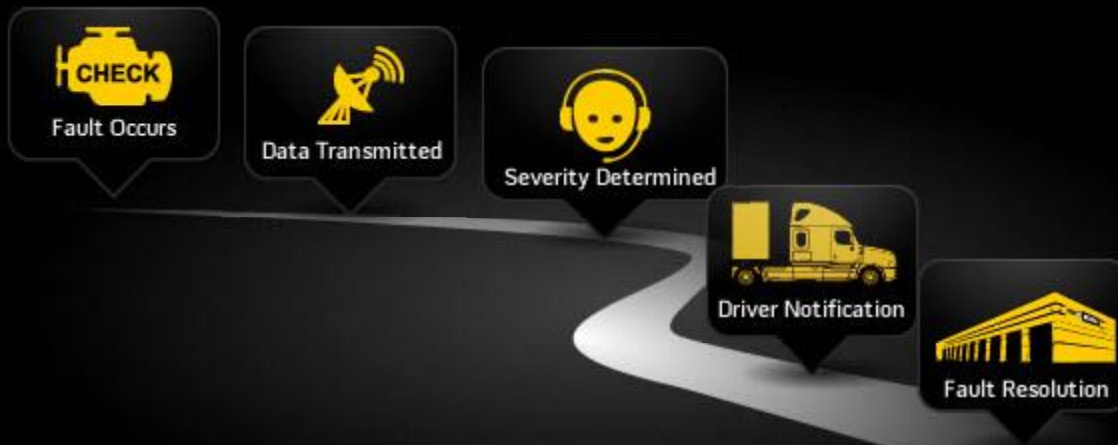 CHECK
Fault Occurs
Data Transmitted
Severity Determined
Driver Notification
Fault Resolution